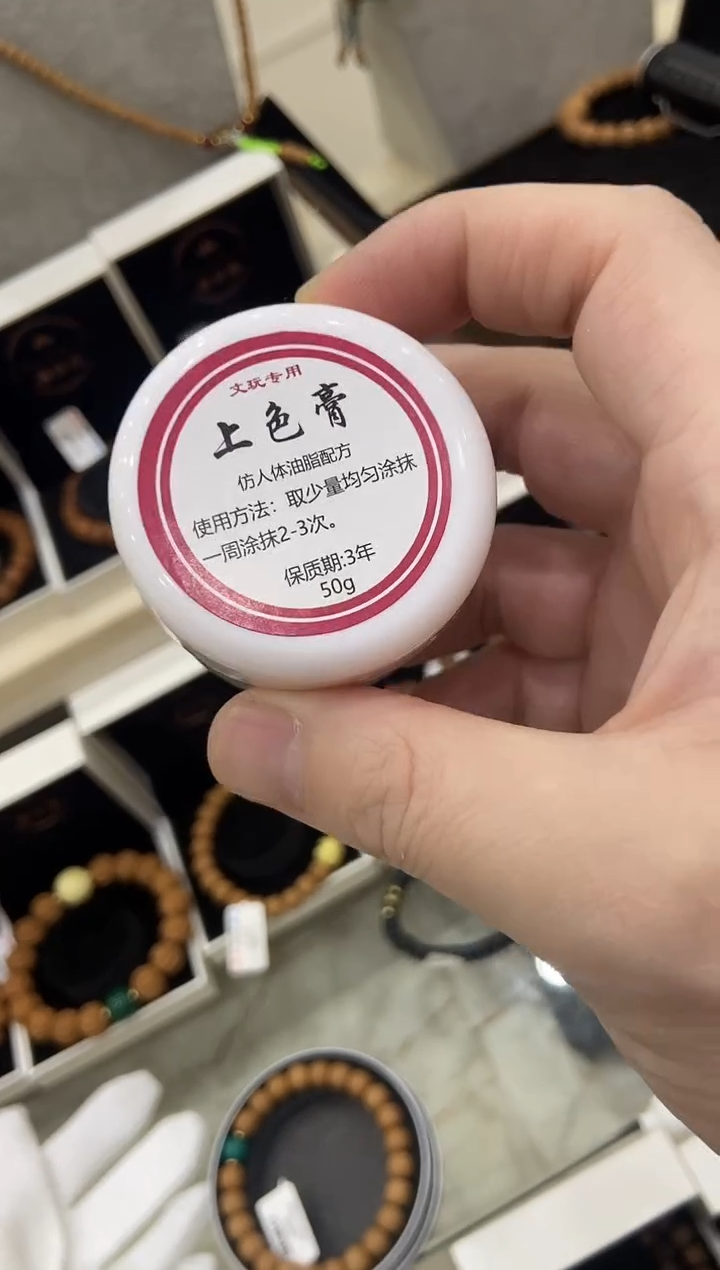 文玩专用
上色膏
仿人体油脂配方
使用方法：取少量均匀涂抹
一周涂抹2-3次。
保质期:3年
50g